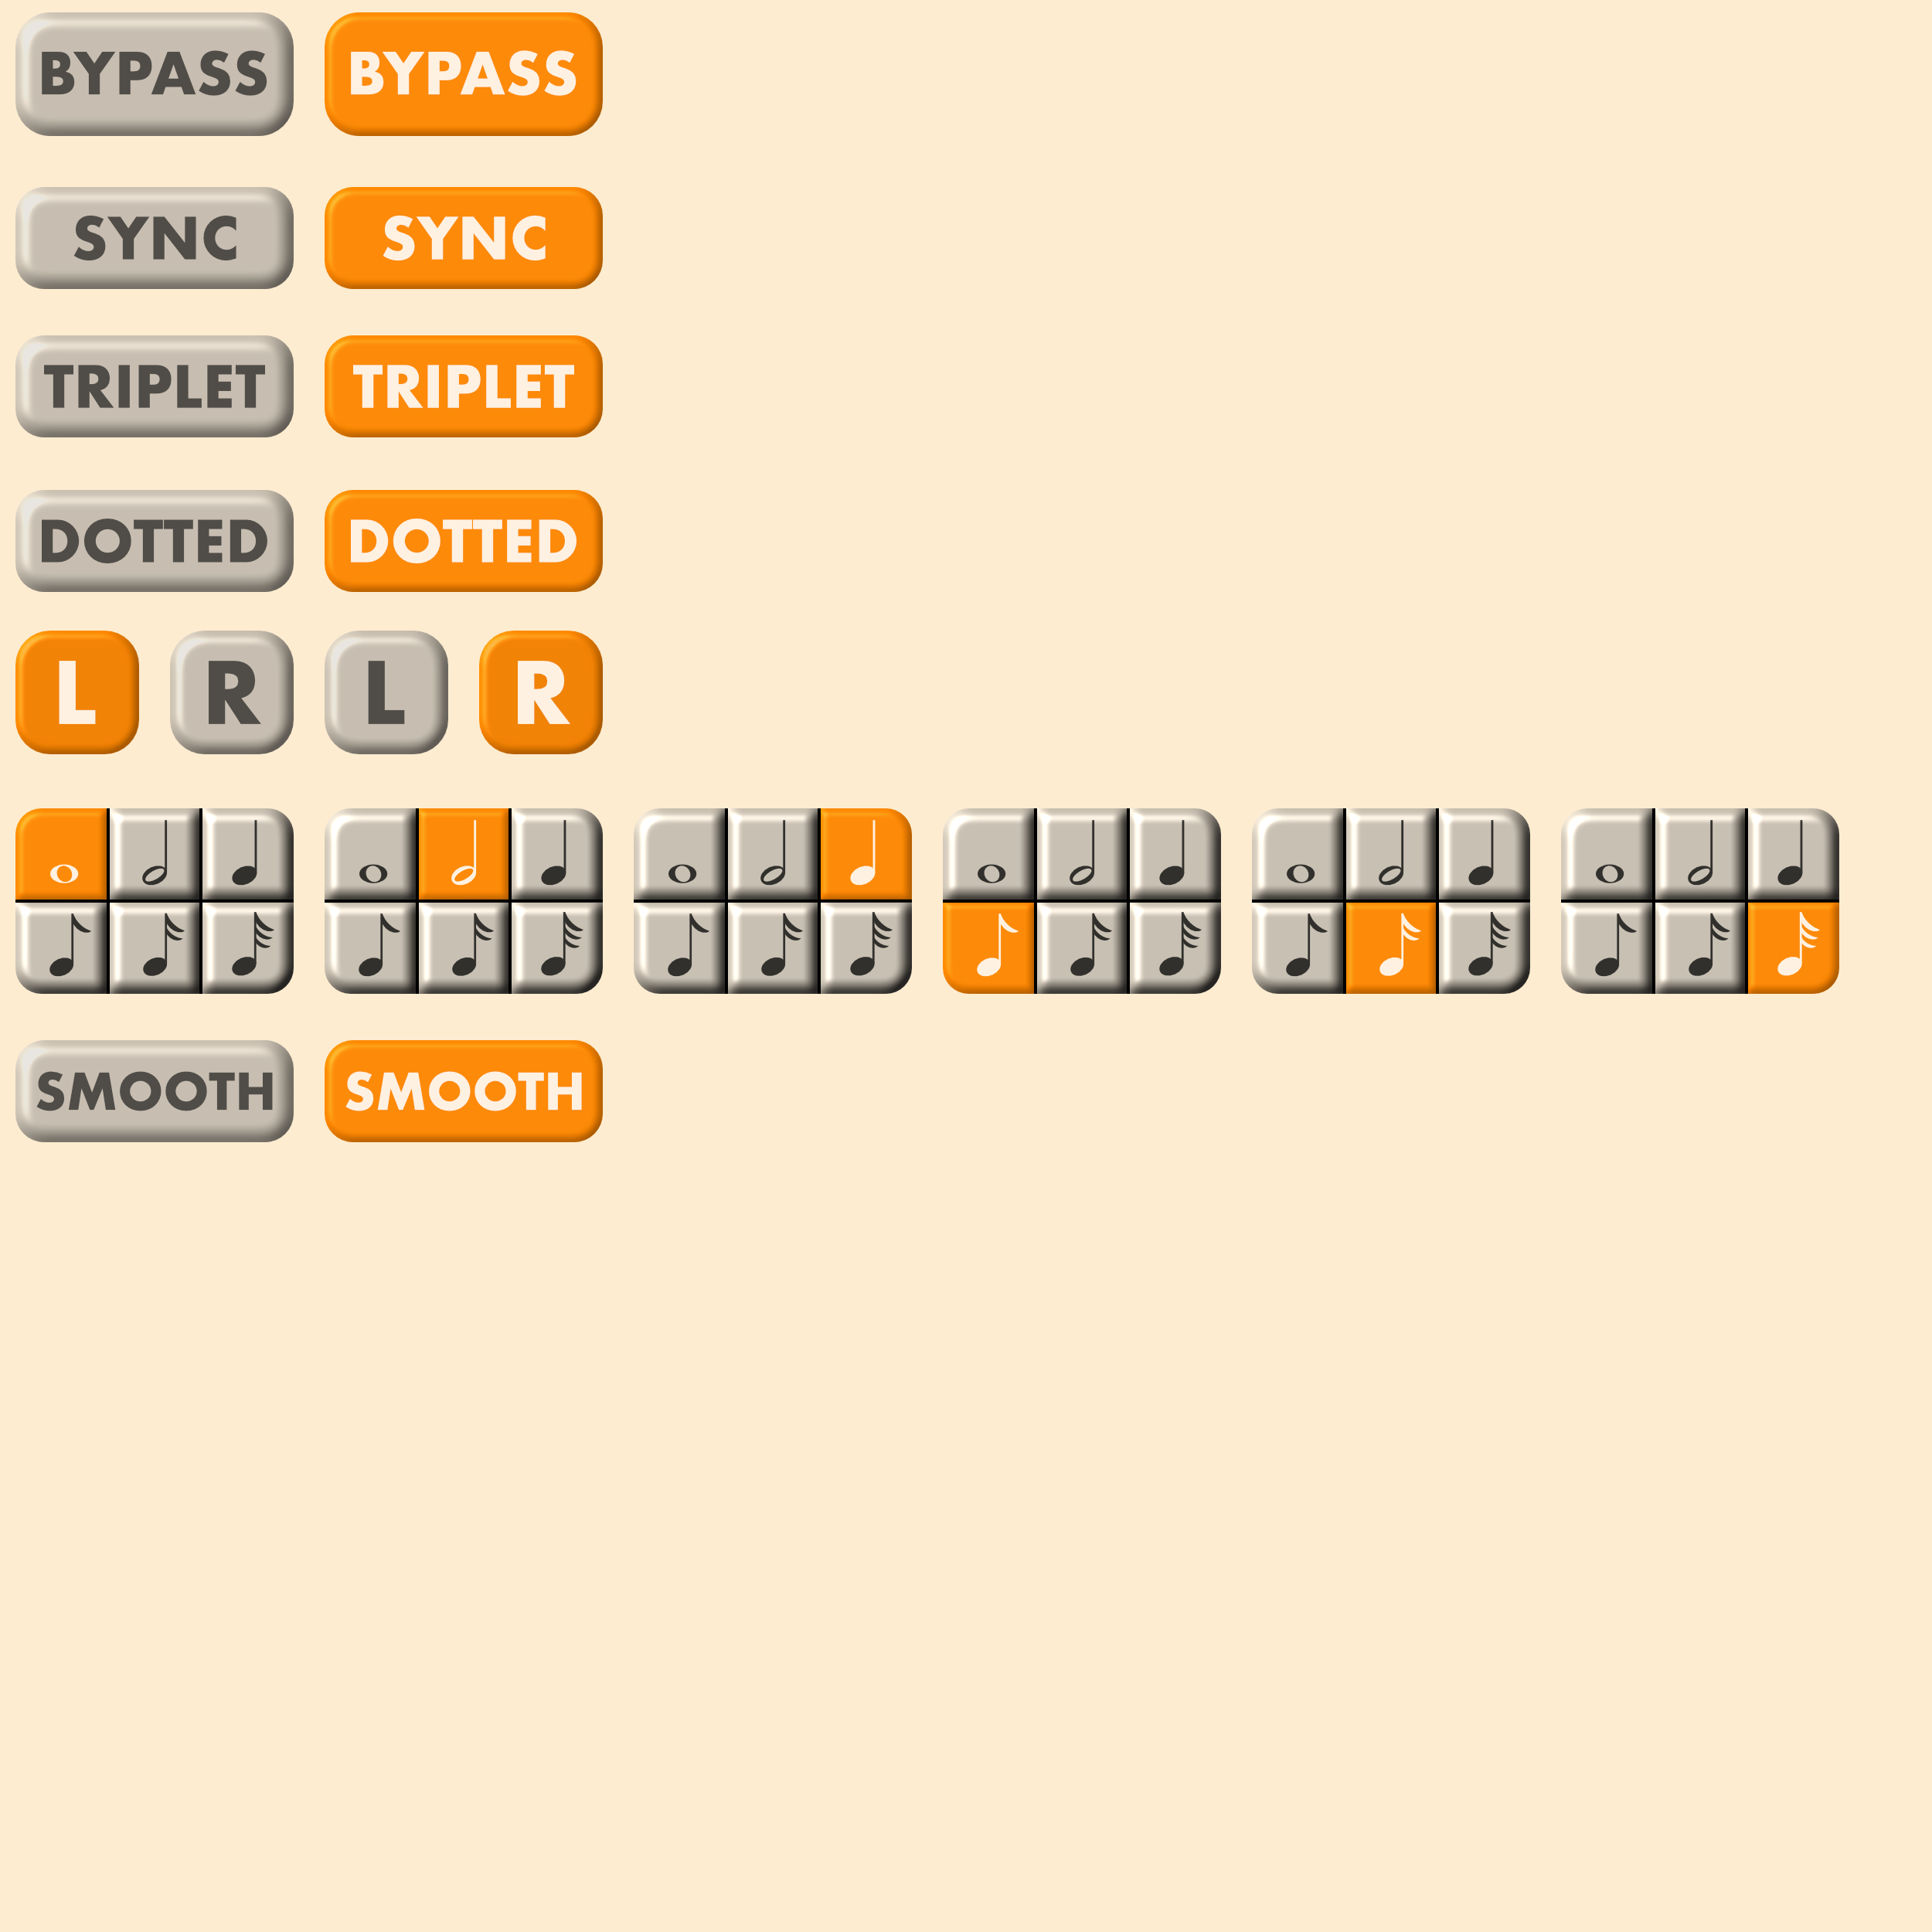 BYPASS BYPASS
SYNC SYNC
TRIPLET TRIPLET
DOTTED DOTTED
L R L R
SMOOTH SMOOTH